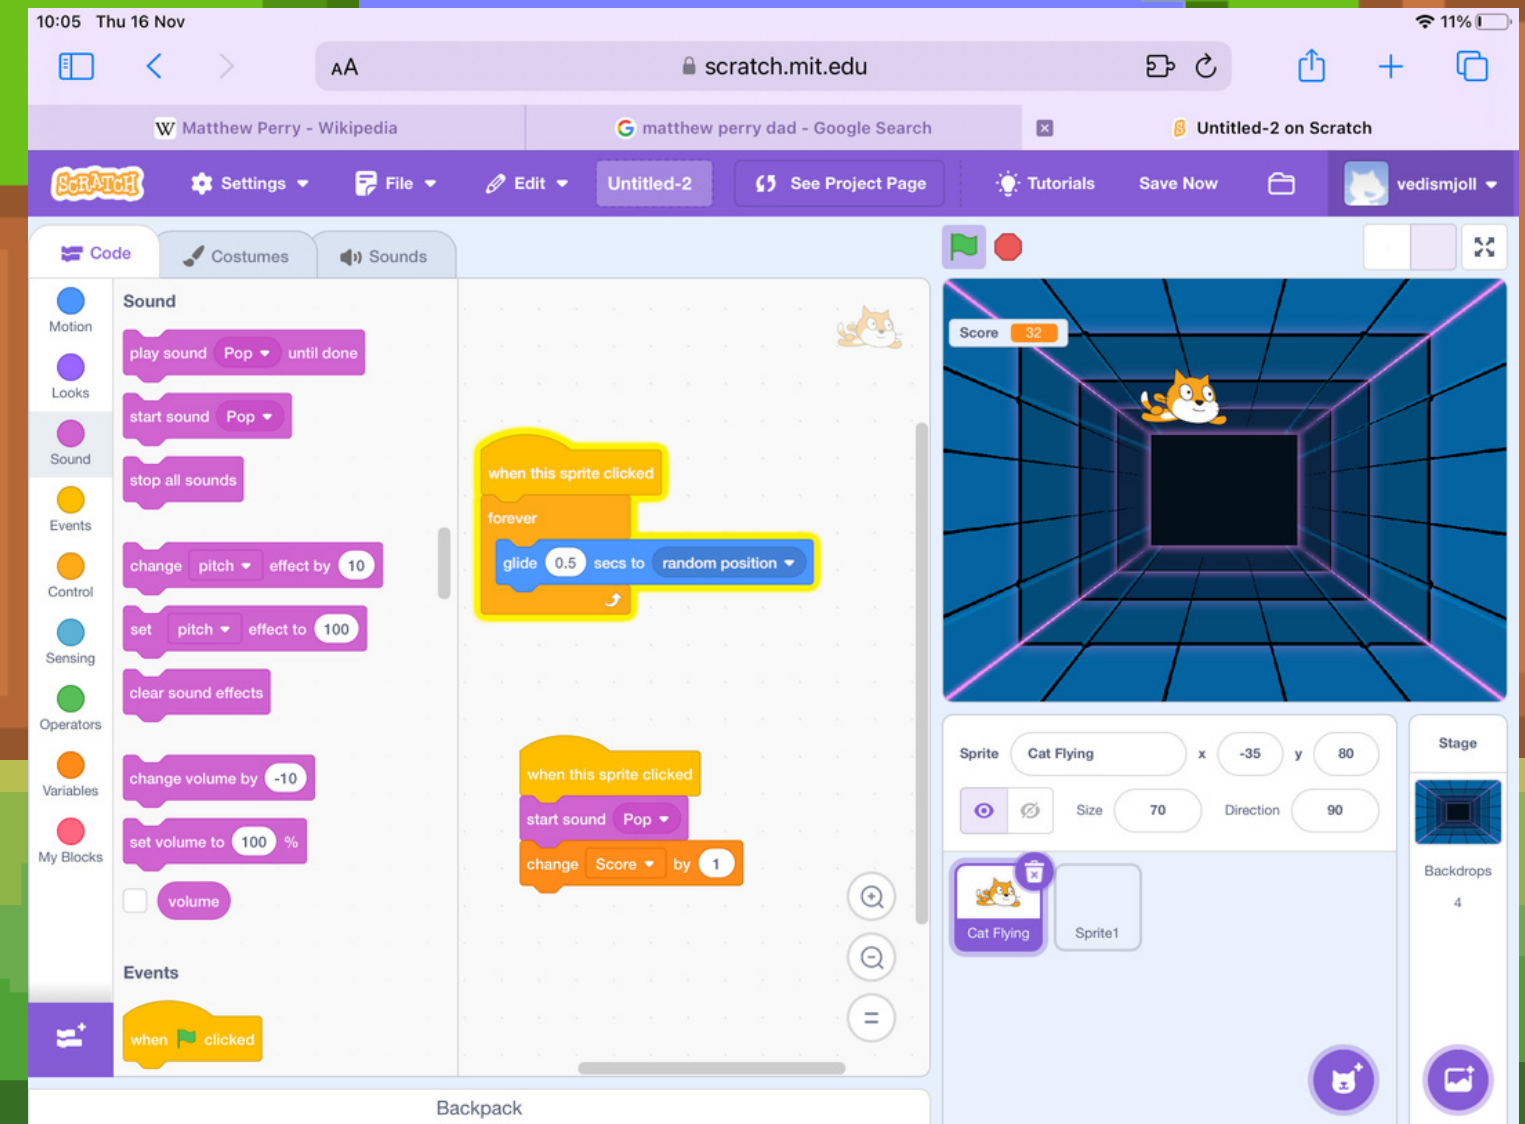 10:05 Thu 16 Nov
11%
AA
scratch.mit.edu
W Matthew Perry - Wikipedia
G matthew perry dad - Google Search
Untitled-2 on Scratch
SCRATCH
Settings
File
Edit
Untitled-2
See Project Page
Tutorials
Save Now
vedismjoll
Code
Costumes
Sounds
Motion
Looks
Sound
Events
Control
Sensing
Operators
Variables
My Blocks
Sound
play sound Pop until done
start sound Pop
stop all sounds
change pitch effect by 10
set pitch effect to 100
clear sound effects
change volume by -10
set volume to 100 %
volume
Events
when clicked
when this sprite clicked
forever
glide 0.5 secs to random position
when this sprite clicked
start sound Pop
change Score by 1
Backpack
Score 32
Sprite Cat Flying x -35 y 80
Size 70 Direction 90
Cat Flying
Sprite1
Stage
Backdrops
4